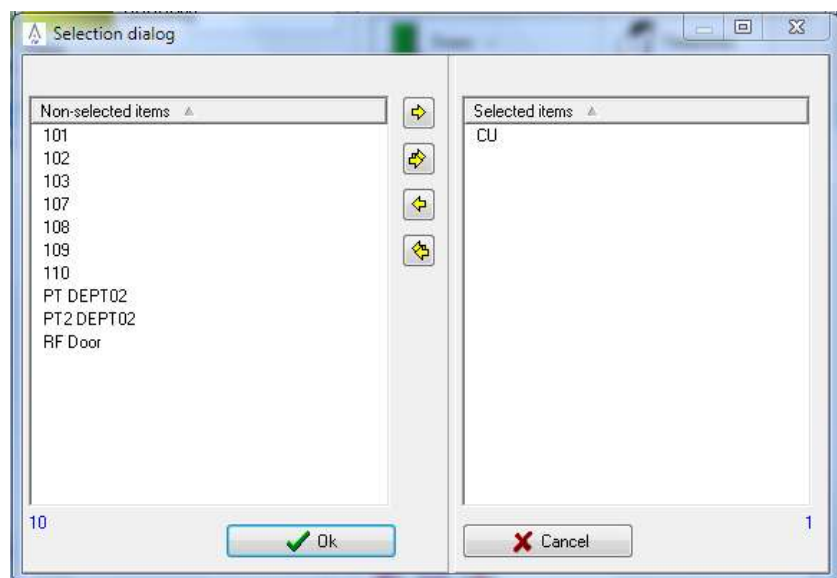 Selection dialog
Non-selected items
101
102
103
107
108
109
110
PT DEPT02
PT2 DEPT02
RF Door
10
Ok
Selected items
CU
1
Cancel